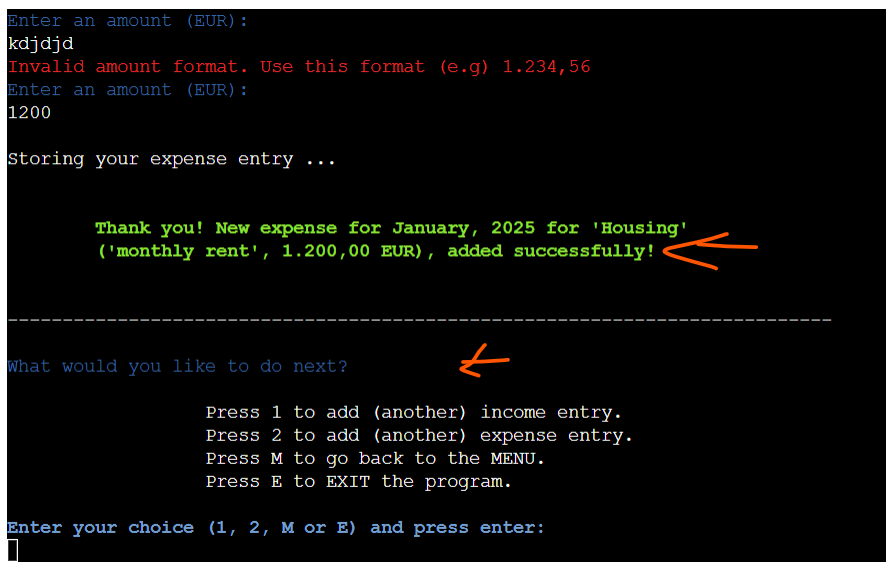 Enter an amount (EUR):
kdjdjd
Invalid amount format. Use this format (e.g) 1.234,56
Enter an amount (EUR):
1200
Storing your expense entry ...
Thank you! New expense for January, 2025 for 'Housing'
('monthly rent', 1.200,00 EUR), added successfully!
---------------------------------------------------------------------------
What would you like to do next?
Press 1 to add (another) income entry.
Press 2 to add (another) expense entry.
Press M to go back to the MENU.
Press E to EXIT the program.
Enter your choice (1, 2, M or E) and press enter: